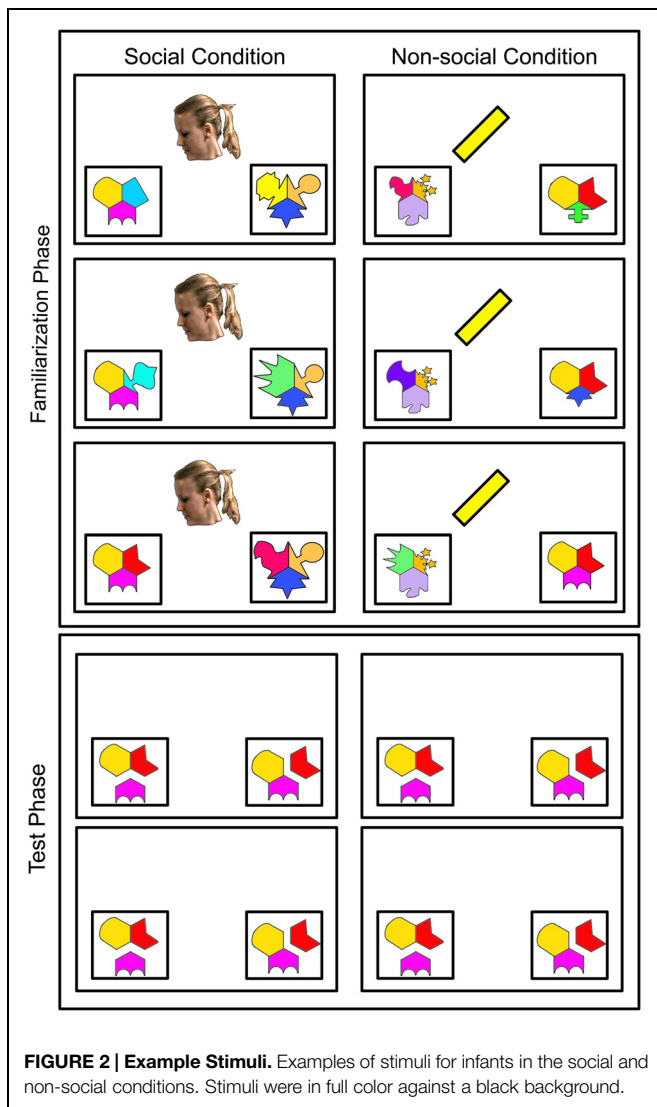 Social Condition
Non-social Condition
Familiarization Phase
Test Phase
FIGURE 2 | Example Stimuli. Examples of stimuli for infants in the social and
non-social conditions. Stimuli were in full color against a black background.